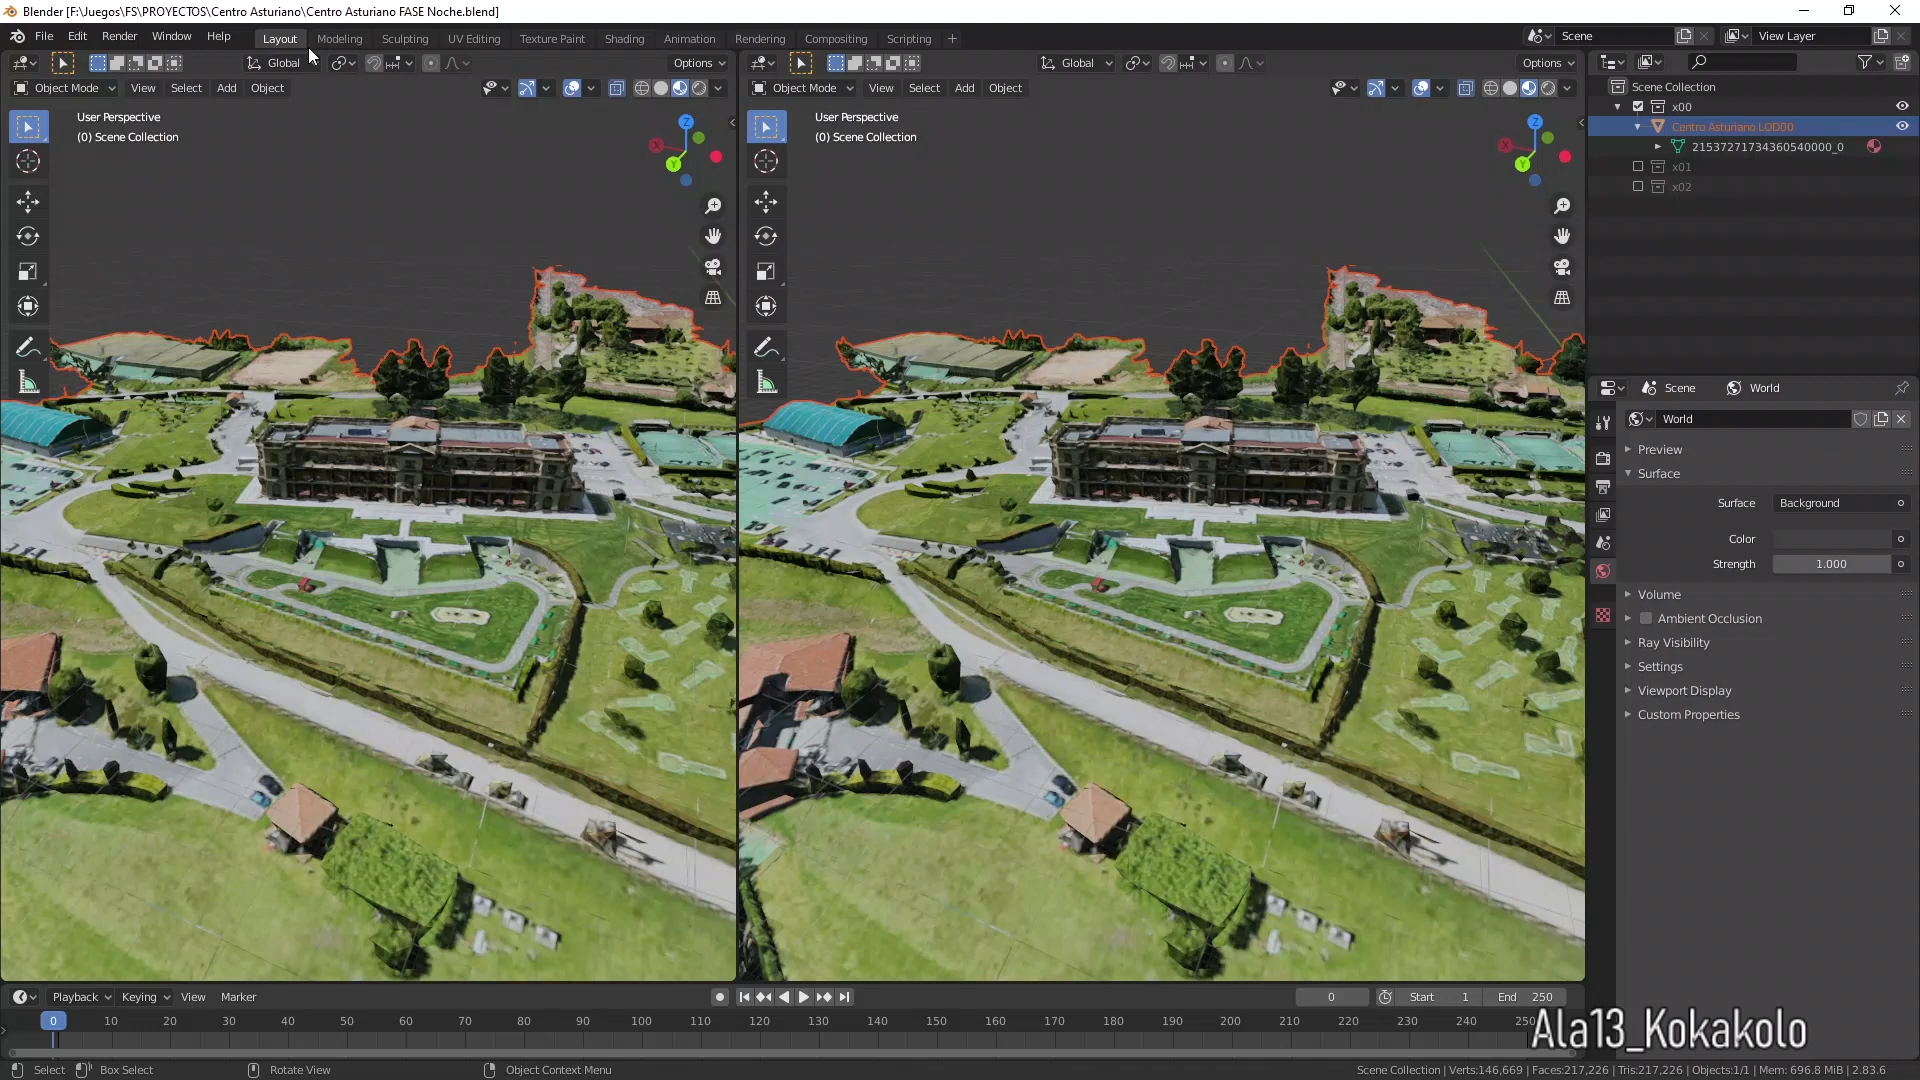 Blender [F:\Juegos\FS\PROYECTOS\Centro Asturiano\Centro Asturiano FASE Noche.blend]
File Edit Render Window Help Layout Modeling Sculpting UV Editing Texture Paint Shading Animation Rendering Compositing Scripting + Scene View Layer
Global Options Global Options
Object Mode View Select Add Object Object Mode View Select Add Object
Scene Collection
User Perspective
(0) Scene Collection
User Perspective
(0) Scene Collection
Z
X
Y
Z
X
Y
x00
Centro Asturiano LOD00
21537271734360540000_0
x01
x02
Scene World
World
Preview
Surface
Surface Background
Color
Strength 1.000
Volume
Ambient Occlusion
Ray Visibility
Settings
Viewport Display
Custom Properties
Playback Keying View Marker 0 Start 1 End 250
0 10 20 30 40 50 60 70 80 90 100 110 120 130 140 150 160 170 180 190 200 210 220 230 240 250
Ala13_Kokakolo
Select Box Select Rotate View Object Context Menu Scene Collection | Verts:146,669 | Faces:217,226 | Tris:217,226 | Objects:1/1 | Mem: 696.8 MiB | 2.83.6